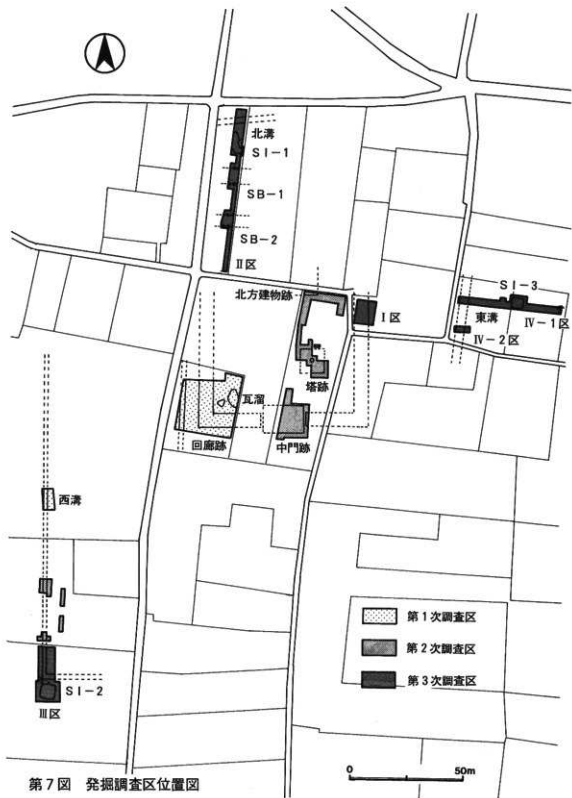 北溝
SI-1
SB-1
SB-2
II区
北方建物跡
I区
SI-3
東溝
IV-1区
IV-2区
塔跡
瓦溜
回廊跡
中門跡
西溝
SI-2
III区
第1次調査区
第2次調査区
第3次調査区
0 50m
第7図 発掘調査区位置図